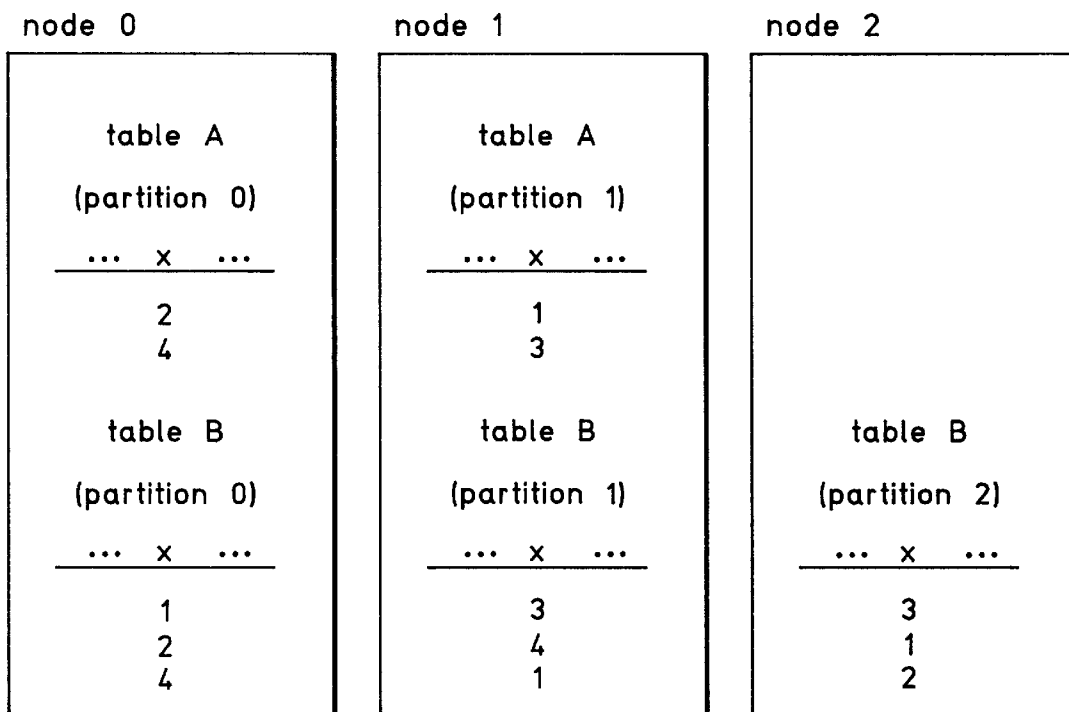 node 0
table A
(partition 0)
... x ...
2
4
table B
(partition 0)
... x ...
1
2
4
node 1
table A
(partition 1)
... x ...
1
3
table B
(partition 1)
... x ...
3
4
1
node 2
table B
(partition 2)
... x ...
3
1
2